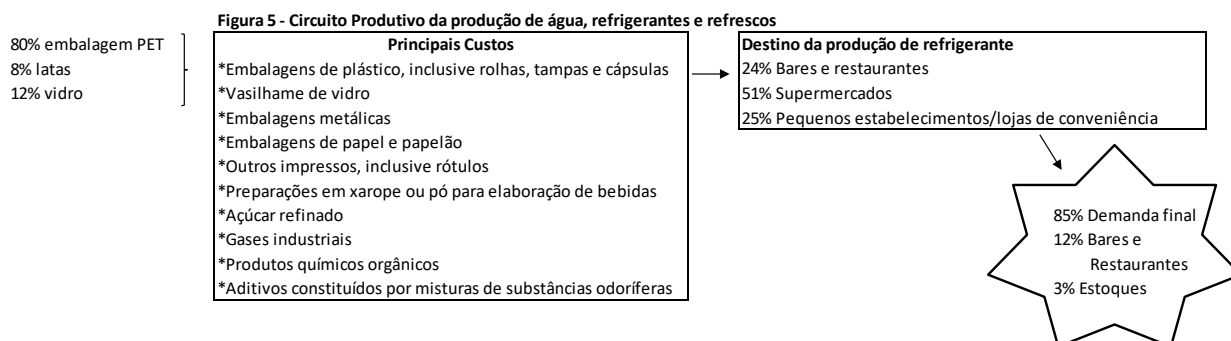 Figura 5 - Circuito Produtivo da produção de água, refrigerantes e refrescos
80% embalagem PET
8% latas
12% vidro
Principais Custos
*Embalagens de plástico, inclusive rolhas, tampas e cápsulas
*Vasilhame de vidro
*Embalagens metálicas
*Embalagens de papel e papelão
*Outros impressos, inclusive rótulos
*Preparações em xarope ou pó para elaboração de bebidas
*Açúcar refinado
*Gases industriais
*Produtos químicos orgânicos
*Aditivos constituídos por misturas de substâncias odoríferas
Destino da produção de refrigerante
24% Bares e restaurantes
51% Supermercados
25% Pequenos estabelecimentos/lojas de conveniência
85% Demanda final
12% Bares e
Restaurantes
3% Estoques